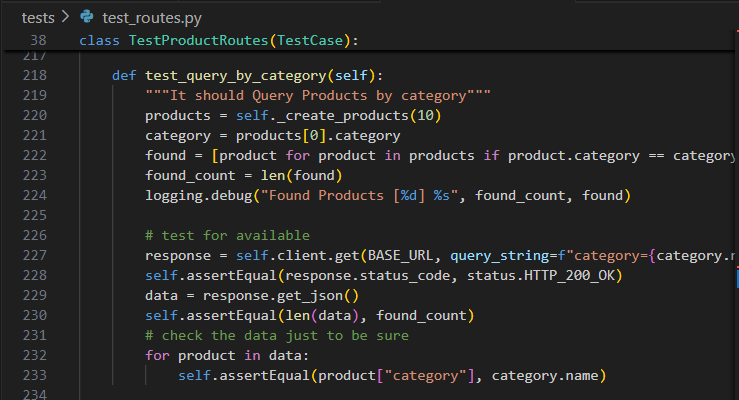 tests > test_routes.py
38 class TestProductRoutes(TestCase):
217
218 def test_query_by_category(self):
219 """It should Query Products by category"""
220 products = self._create_products(10)
221 category = products[0].category
222 found = [product for product in products if product.category == category
223 found_count = len(found)
224 logging.debug("Found Products [%d] %s", found_count, found)
225
226 # test for available
227 response = self.client.get(BASE_URL, query_string=f"category={category.n
228 self.assertEqual(response.status_code, status.HTTP_200_OK)
229 data = response.get_json()
230 self.assertEqual(len(data), found_count)
231 # check the data just to be sure
232 for product in data:
233 self.assertEqual(product["category"], category.name)
234